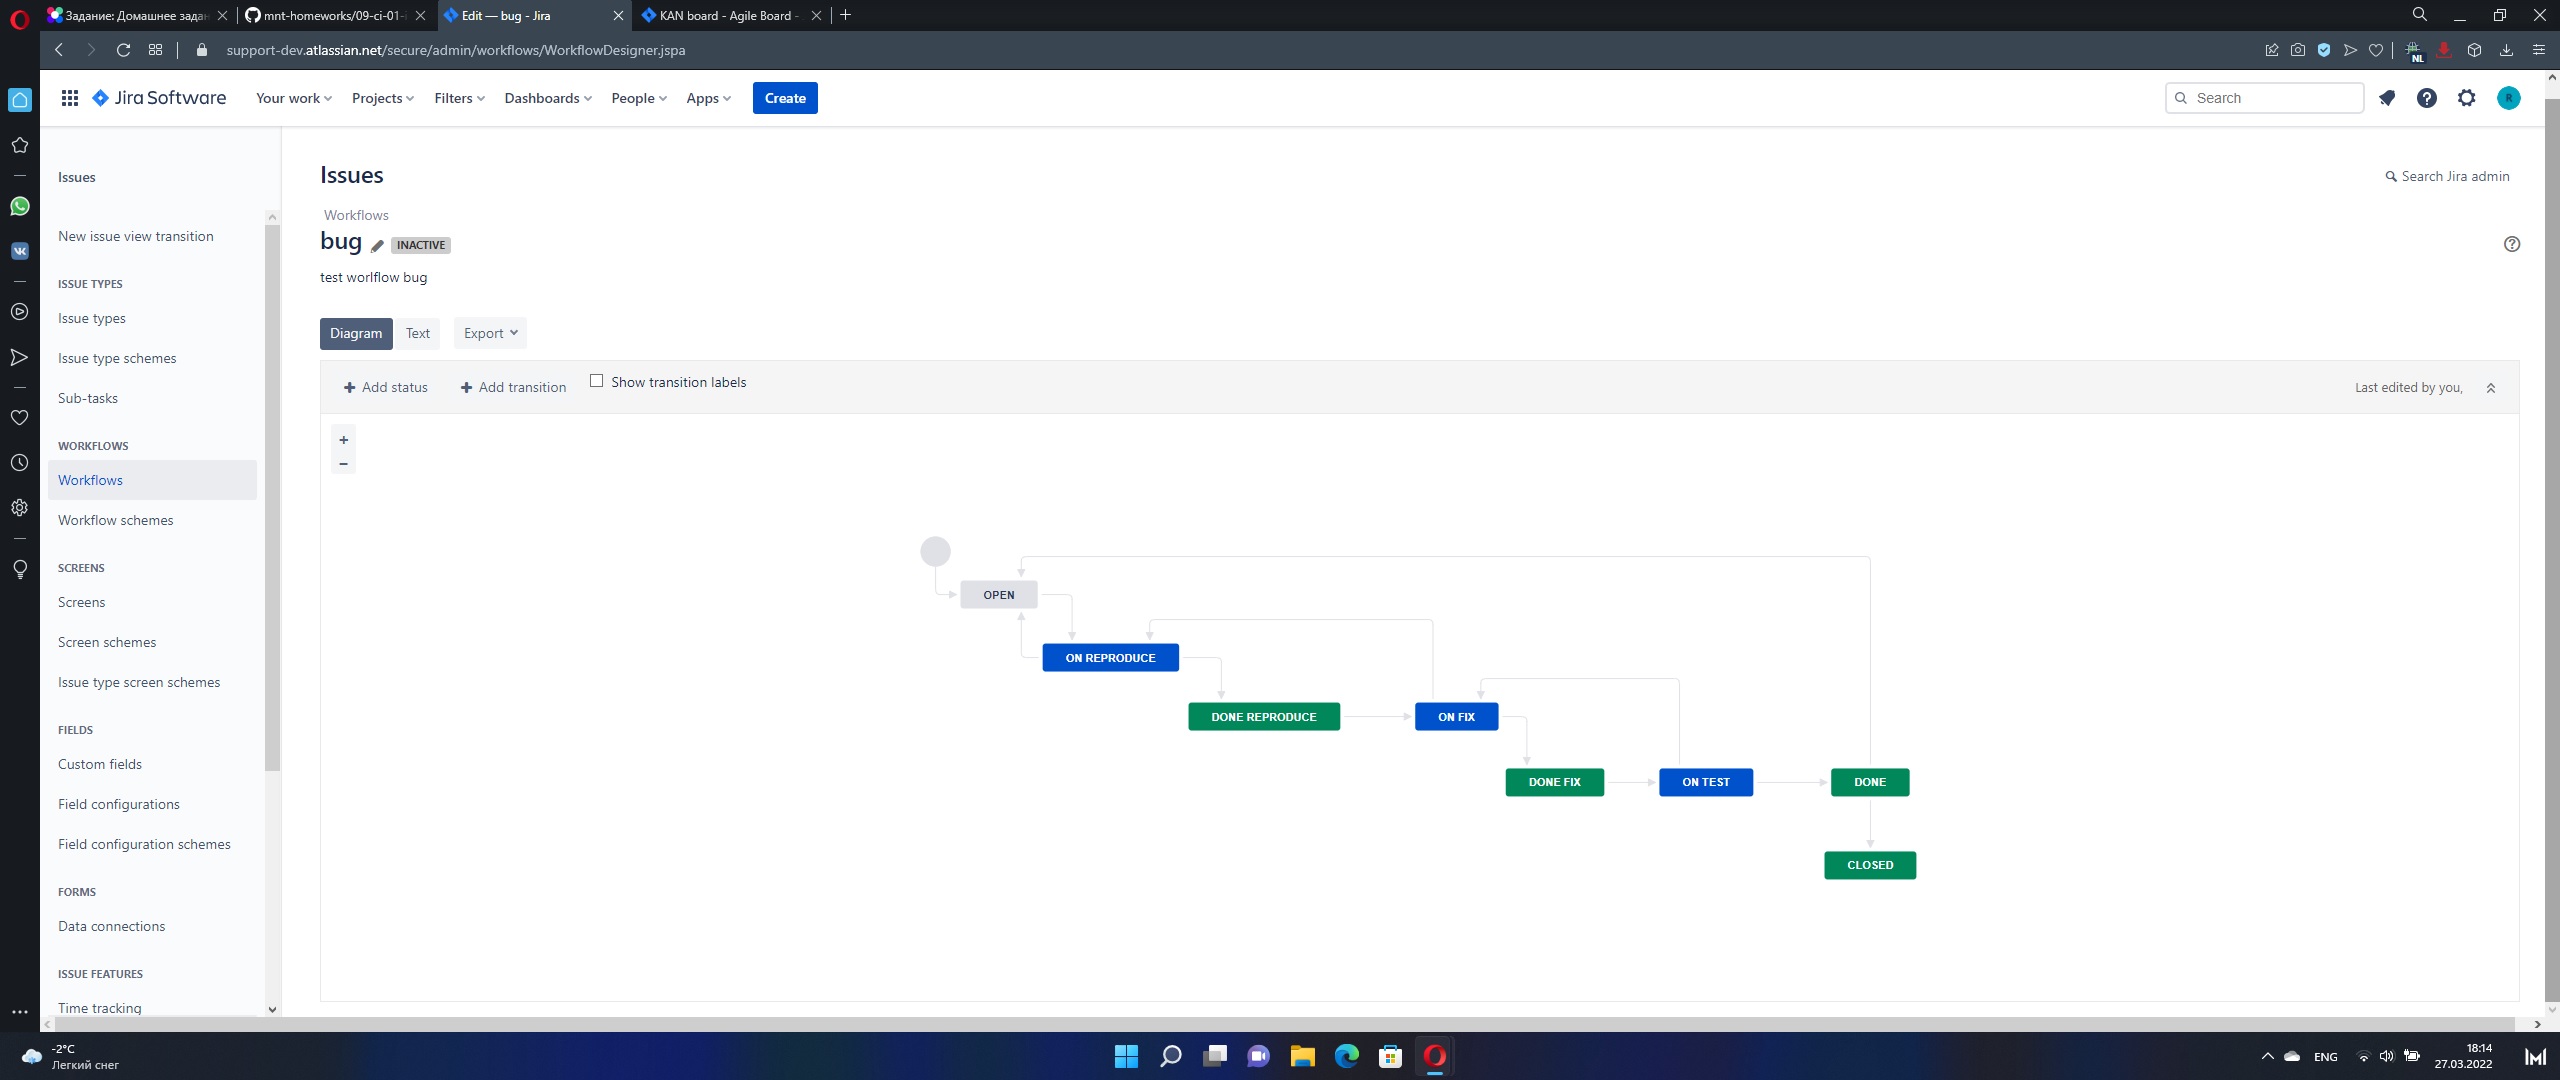 Задание: Домашнее задан
mnt-homeworks/09-ci-01-
Edit — bug - Jira
KAN board - Agile Board -
support-dev.atlassian.net/secure/admin/workflows/WorkflowDesigner.jspa
NL
Jira Software
Your work
Projects
Filters
Dashboards
People
Apps
Create
Search
R
Issues
New issue view transition
ISSUE TYPES
Issue types
Issue type schemes
Sub-tasks
WORKFLOWS
Workflows
Workflow schemes
SCREENS
Screens
Screen schemes
Issue type screen schemes
FIELDS
Custom fields
Field configurations
Field configuration schemes
FORMS
Data connections
ISSUE FEATURES
Time tracking
Issues
Search Jira admin
Workflows
bug INACTIVE
test worlflow bug
Diagram
Text
Export
Add status
Add transition
Show transition labels
Last edited by you,
+
−
OPEN
ON REPRODUCE
DONE REPRODUCE
ON FIX
DONE FIX
ON TEST
DONE
CLOSED
-2°C
Легкий снег
ENG
18:14
27.03.2022